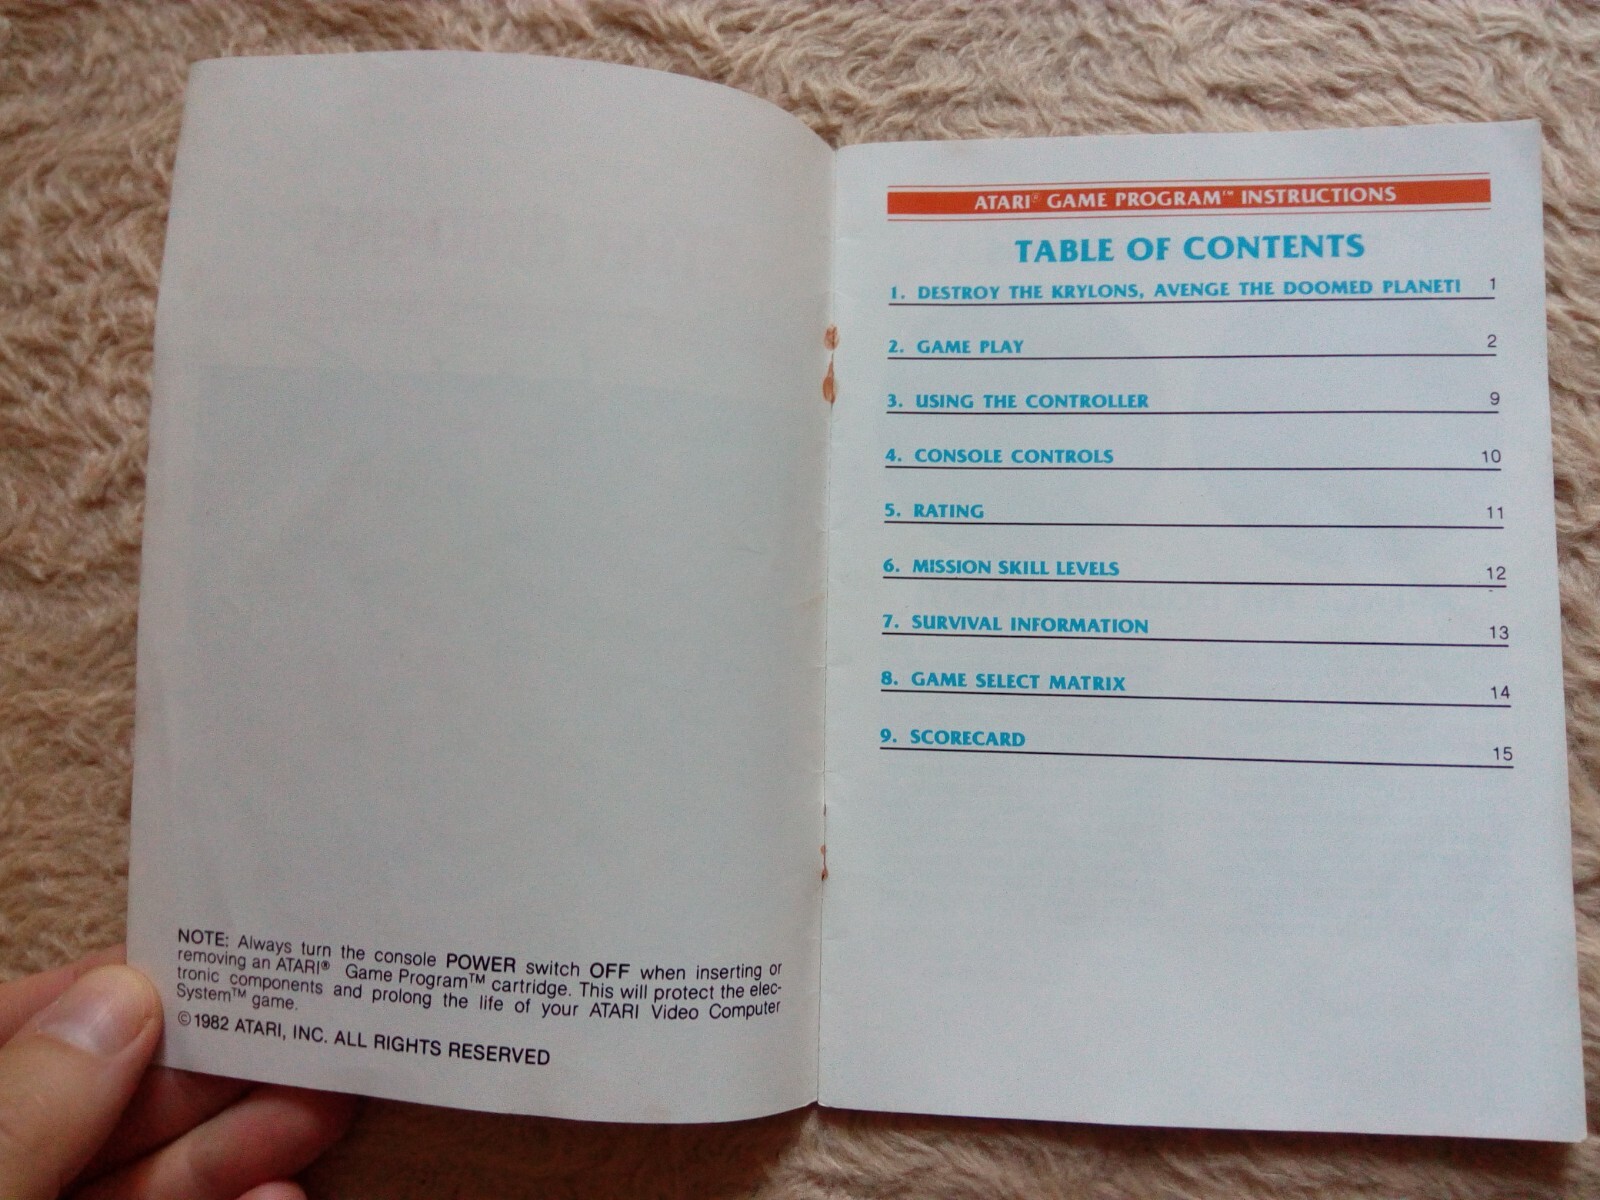 NOTE: Always turn the console POWER switch OFF when inserting or
removing an ATARI® Game Program™ cartridge. This will protect the elec-
tronic components and prolong the life of your ATARI Video Computer
System™ game.
©1982 ATARI, INC. ALL RIGHTS RESERVED
ATARI® GAME PROGRAM™ INSTRUCTIONS
TABLE OF CONTENTS
1. DESTROY THE KRYLONS, AVENGE THE DOOMED PLANET! 1
2. GAME PLAY 2
3. USING THE CONTROLLER 9
4. CONSOLE CONTROLS 10
5. RATING 11
6. MISSION SKILL LEVELS 12
7. SURVIVAL INFORMATION 13
8. GAME SELECT MATRIX 14
9. SCORECARD 15